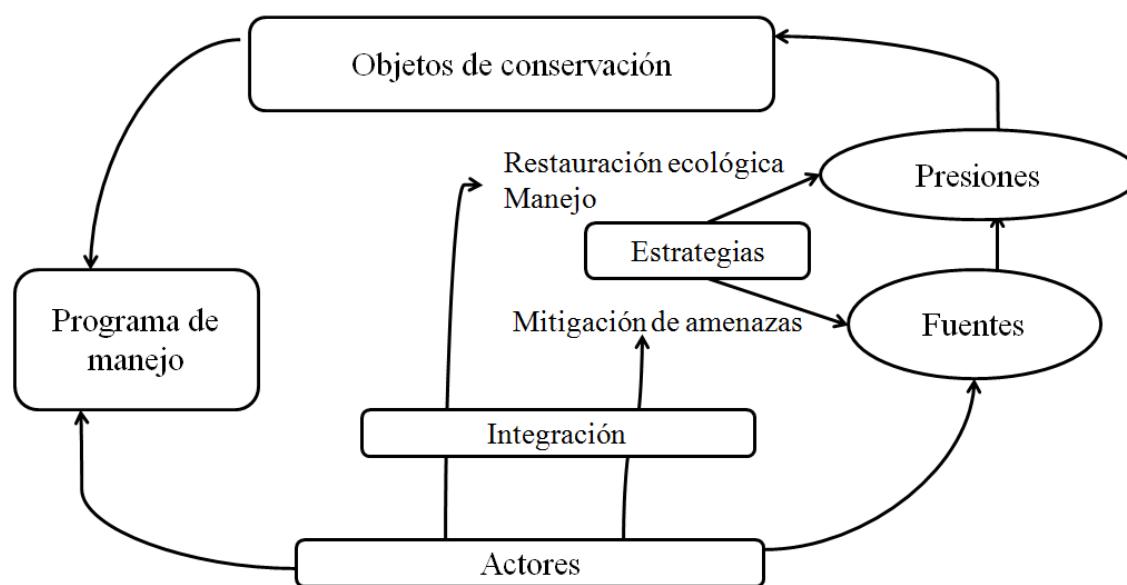 Objetos de conservación
Restauración ecológica
Manejo
Presiones
Estrategias
Programa de
manejo
Mitigación de amenazas
Fuentes
Integración
Actores